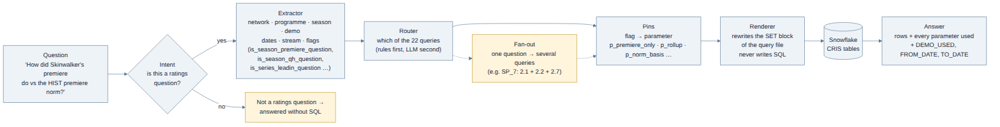 Question
'How did Skinwalker's
premiere
do vs the HIST premiere
norm?'
Intent
is this a ratings
question?
yes
no
Extractor
network · programme · season
· demo
dates · stream · flags
(is_season_premiere_question,
is_season_qh_question,
is_series_leadin_question …)
Not a ratings question →
answered without SQL
Router
which of the 22 queries
(rules first, LLM second)
Fan-out
one question → several
queries
(e.g. SP_7: 2.1 + 2.2 + 2.7)
Pins
flag → parameter
p_premiere_only · p_rollup ·
p_norm_basis …
Renderer
rewrites the SET block
of the query file
never writes SQL
Snowflake
CRIS tables
Answer
rows + every parameter used
+ DEMO_USED,
FROM_DATE, TO_DATE